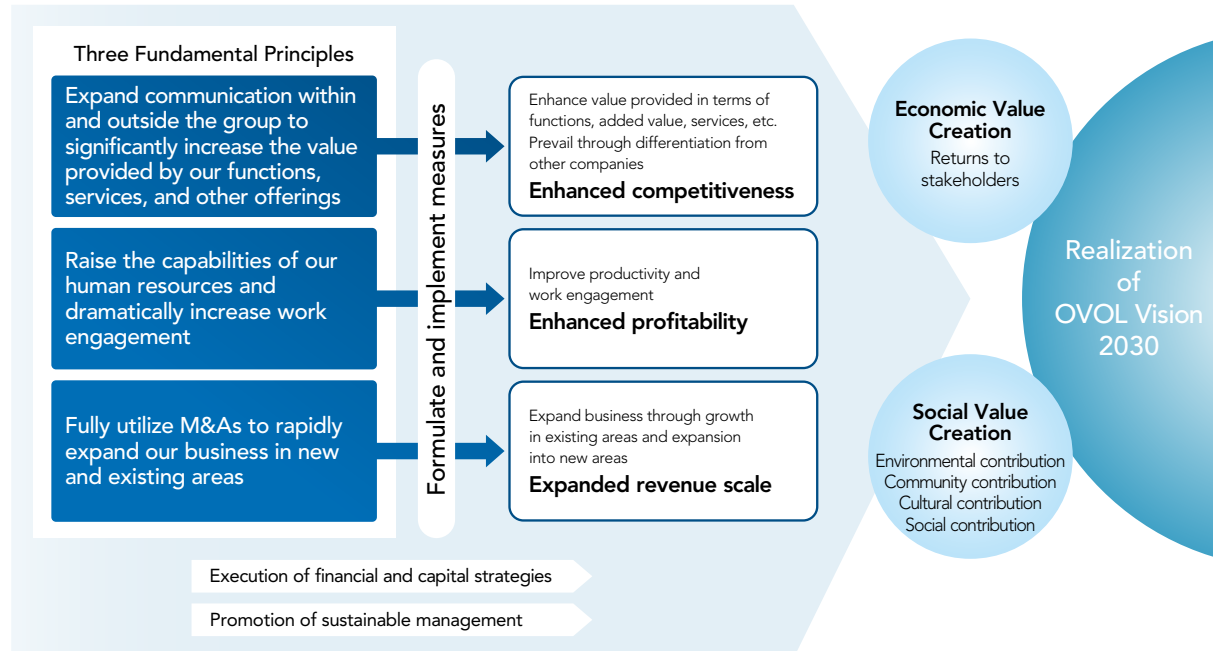 Three Fundamental Principles
Expand communication within
and outside the group to
significantly increase the value
provided by our functions,
services, and other offerings
Raise the capabilities of our
human resources and
dramatically increase work
engagement
Fully utilize M&As to rapidly
expand our business in new
and existing areas
Formulate and implement measures
Enhance value provided in terms of
functions, added value, services, etc.
Prevail through differentiation from
other companies
Enhanced competitiveness
Improve productivity and
work engagement
Enhanced profitability
Expand business through growth
in existing areas and expansion
into new areas
Expanded revenue scale
Execution of financial and capital strategies
Promotion of sustainable management
Economic Value
Creation
Returns to
stakeholders
Social Value
Creation
Environmental contribution
Community contribution
Cultural contribution
Social contribution
Realization
of
OVOL Vision
2030